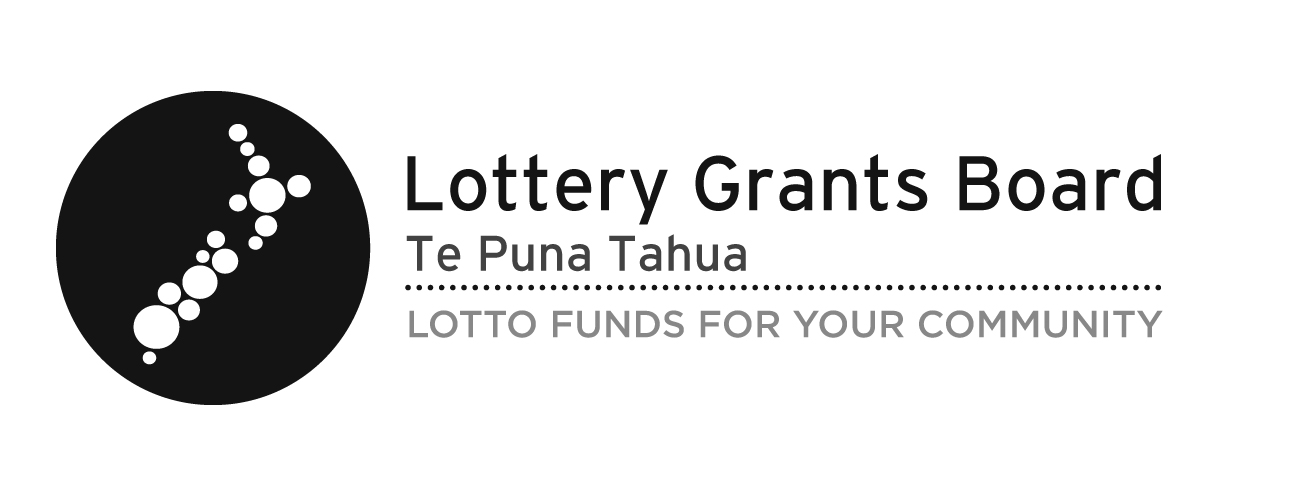 Lottery Grants Board
Te Puna Tahua
LOTTO FUNDS FOR YOUR COMMUNITY